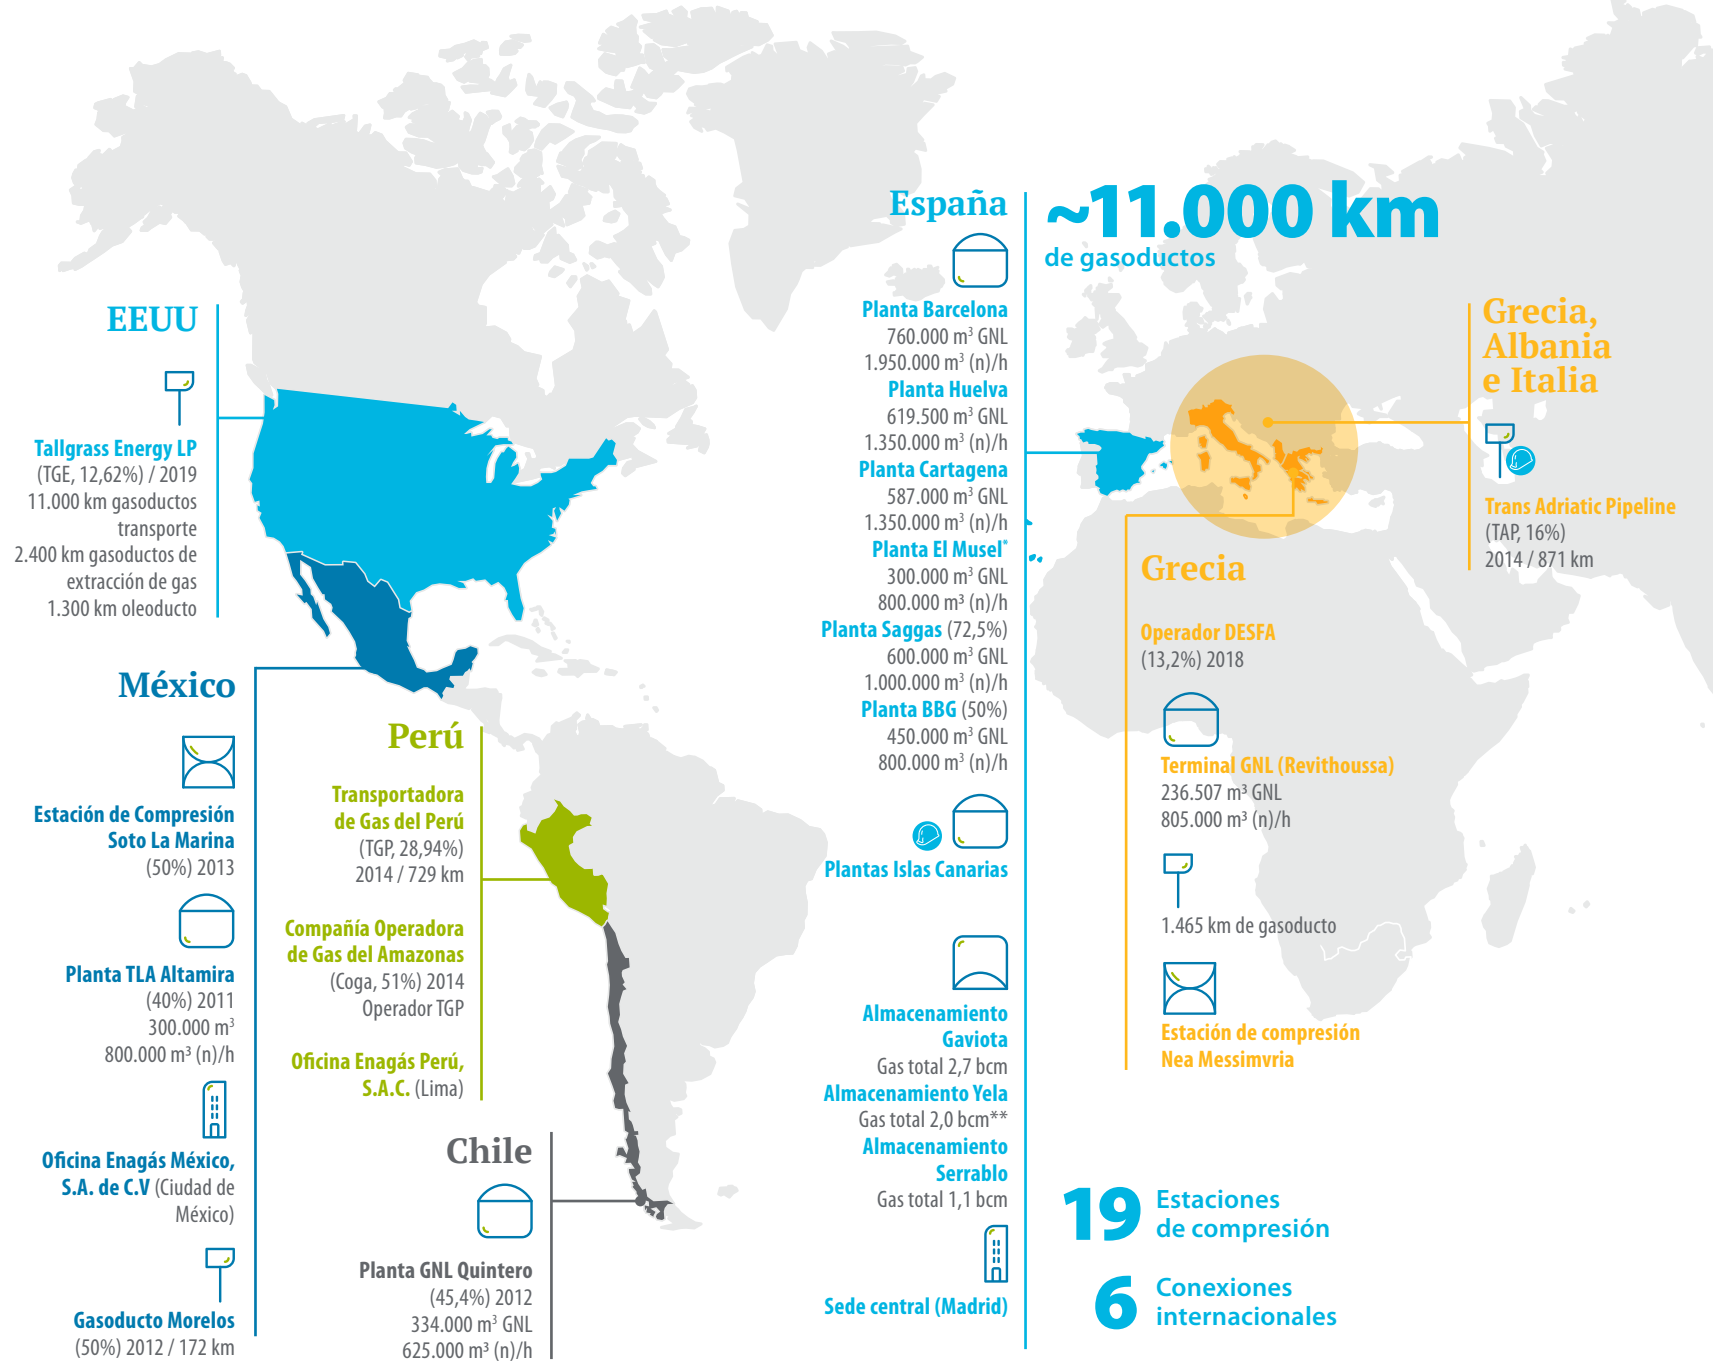 EEUU
Tallgrass Energy LP
(TGE, 12,62%) / 2019
11.000 km gasoductos
transporte
2.400 km gasoductos de
extracción de gas
1.300 km oleoducto
México
Estación de Compresión
Soto La Marina
(50%) 2013
Planta TLA Altamira
(40%) 2011
300.000 m³
800.000 m³ (n)/h
Oficina Enagás México,
S.A. de C.V (Ciudad de
México)
Gasoducto Morelos
(50%) 2012 / 172 km
Perú
Transportadora
de Gas del Perú
(TGP, 28,94%)
2014 / 729 km
Compañía Operadora
de Gas del Amazonas
(Coga, 51%) 2014
Operador TGP
Oficina Enagás Perú,
S.A.C. (Lima)
Chile
Planta GNL Quintero
(45,4%) 2012
334.000 m³ GNL
625.000 m³ (n)/h
España
Planta Barcelona
760.000 m³ GNL
1.950.000 m³ (n)/h
Planta Huelva
619.500 m³ GNL
1.350.000 m³ (n)/h
Planta Cartagena
587.000 m³ GNL
1.350.000 m³ (n)/h
Planta El Musel*
300.000 m³ GNL
800.000 m³ (n)/h
Planta Saggas (72,5%)
600.000 m³ GNL
1.000.000 m³ (n)/h
Planta BBG (50%)
450.000 m³ GNL
800.000 m³ (n)/h
Plantas Islas Canarias
Almacenamiento
Gaviota
Gas total 2,7 bcm
Almacenamiento Yela
Gas total 2,0 bcm**
Almacenamiento
Serrablo
Gas total 1,1 bcm
Sede central (Madrid)
~11.000 km
de gasoductos
Grecia,
Albania
e Italia
Trans Adriatic Pipeline
(TAP, 16%)
2014 / 871 km
Grecia
Operador DESFA
(13,2%) 2018
Terminal GNL (Revithoussa)
236.507 m³ GNL
805.000 m³ (n)/h
1.465 km de gasoducto
Estación de compresión
Nea Messimvria
19 Estaciones
de compresión
6 Conexiones
internacionales